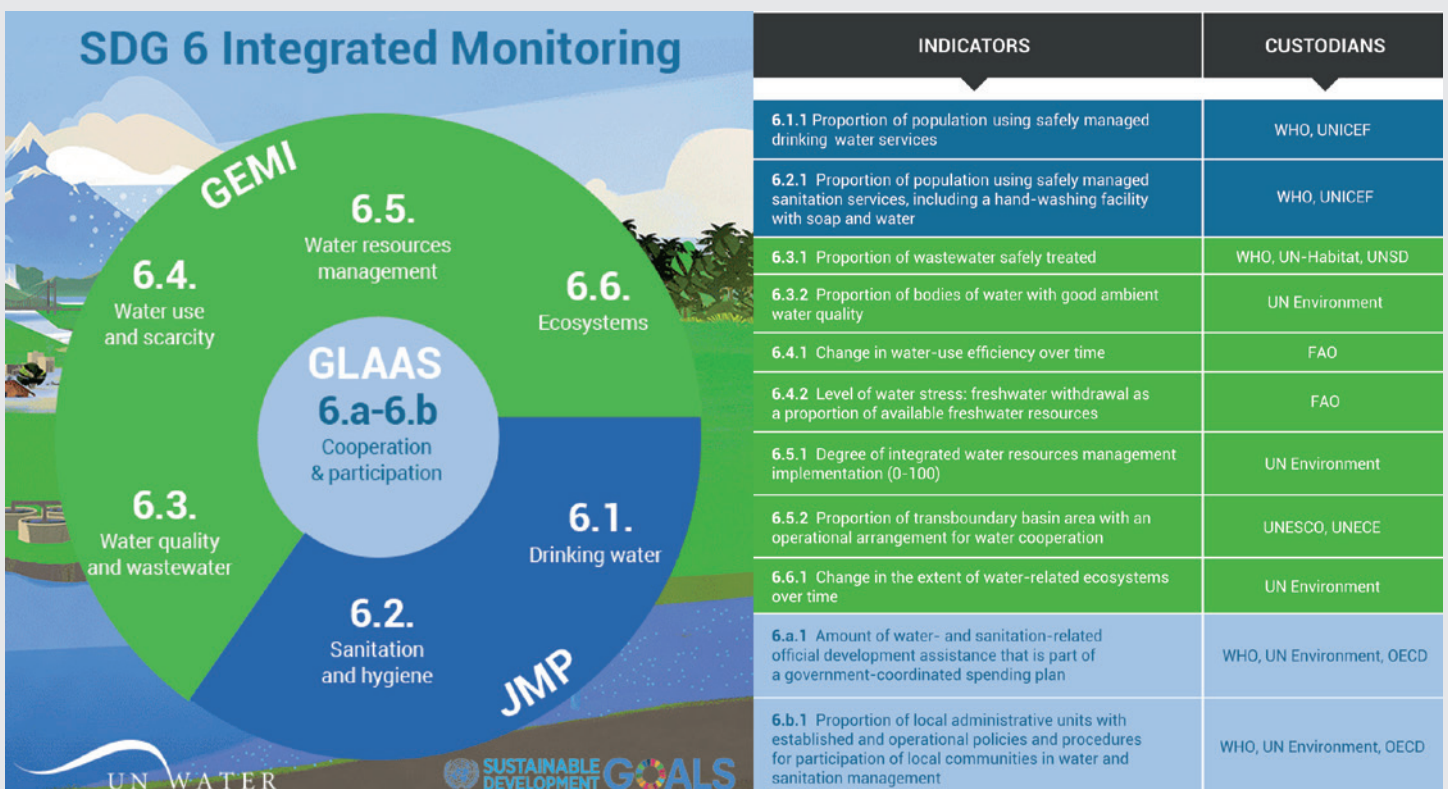 SDG 6 Integrated Monitoring
GEMI
6.5.
Water resources
management
6.4.
Water use
and scarcity
6.6.
Ecosystems
GLAAS
6.a-6.b
Cooperation
& participation
6.3.
Water quality
and wastewater
6.1.
Drinking water
6.2.
Sanitation
and hygiene
JMP
UN WATER
SUSTAINABLE
DEVELOPMENT
GOALS
INDICATORS
CUSTODIANS
6.1.1 Proportion of population using safely managed
drinking water services
WHO, UNICEF
6.2.1 Proportion of population using safely managed
sanitation services, including a hand-washing facility
with soap and water
WHO, UNICEF
6.3.1 Proportion of wastewater safely treated
WHO, UN-Habitat, UNSD
6.3.2 Proportion of bodies of water with good ambient
water quality
UN Environment
6.4.1 Change in water-use efficiency over time
FAO
6.4.2 Level of water stress: freshwater withdrawal as
a proportion of available freshwater resources
FAO
6.5.1 Degree of integrated water resources management
implementation (0-100)
UN Environment
6.5.2 Proportion of transboundary basin area with an
operational arrangement for water cooperation
UNESCO, UNECE
6.6.1 Change in the extent of water-related ecosystems
over time
UN Environment
6.a.1 Amount of water- and sanitation-related
official development assistance that is part of
a government-coordinated spending plan
WHO, UN Environment, OECD
6.b.1 Proportion of local administrative units with
established and operational policies and procedures
for participation of local communities in water and
sanitation management
WHO, UN Environment, OECD